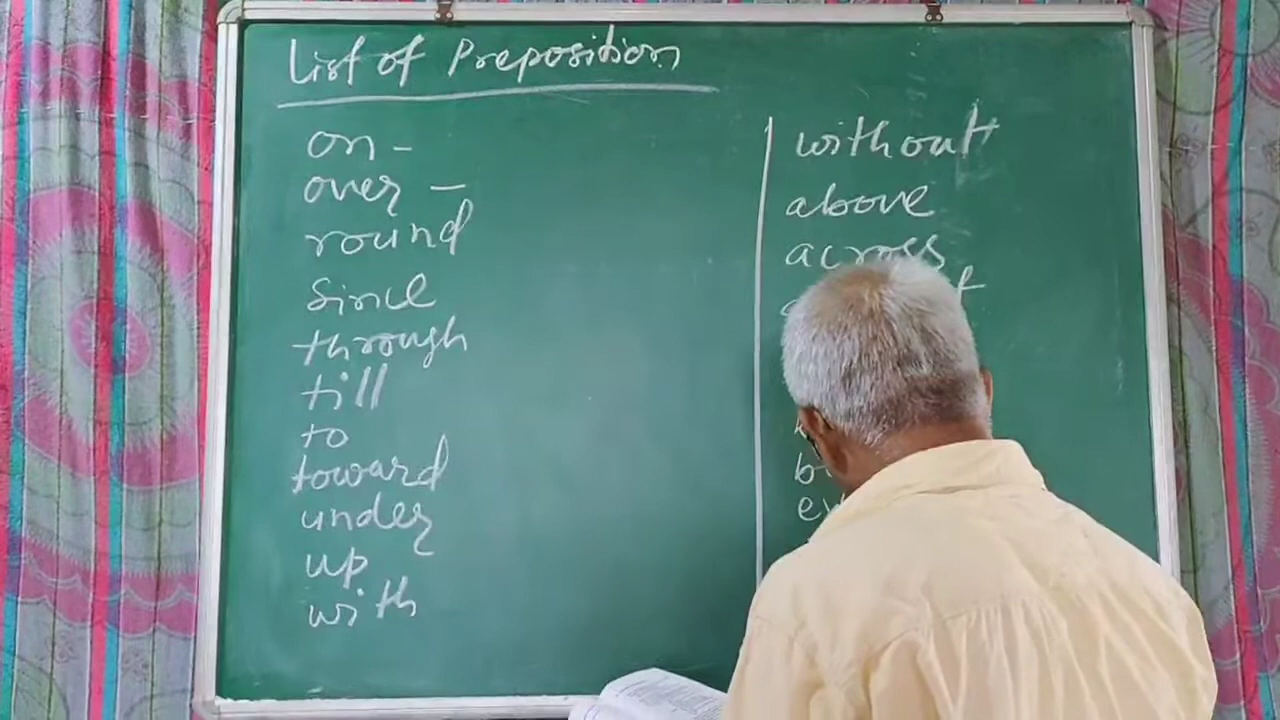 List of Preposition
on -
over -
round
since
through
till
to
toward
under
up
with
without
above
across